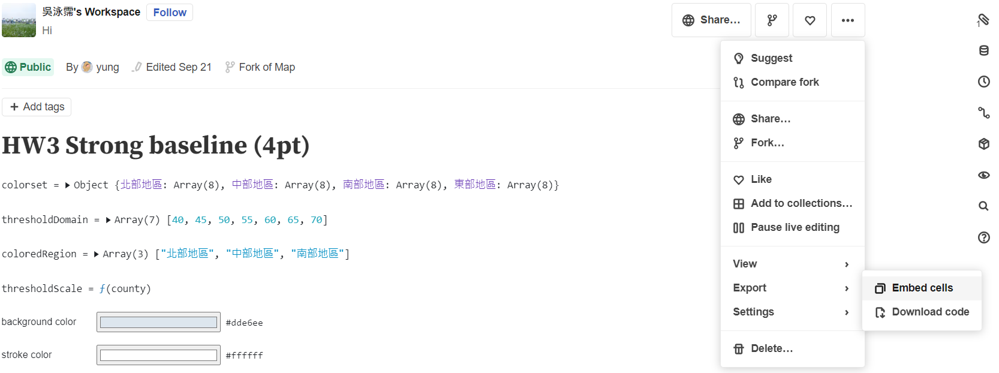 吳泳霈's Workspace Follow
Hi
Share...
Public By yung Edited Sep 21 Fork of Map
+ Add tags
HW3 Strong baseline (4pt)
colorset = ▶Object {北部地區: Array(8), 中部地區: Array(8), 南部地區: Array(8), 東部地區: Array(8)}
thresholdDomain = ▶Array(7) [40, 45, 50, 55, 60, 65, 70]
coloredRegion = ▶Array(3) ["北部地區", "中部地區", "南部地區"]
thresholdScale = ƒ(county)
background color #dde6ee
stroke color #ffffff
Suggest
Compare fork
Share...
Fork...
Like
Add to collections...
Pause live editing
View
Export
Settings
Delete...
Embed cells
Download code
1